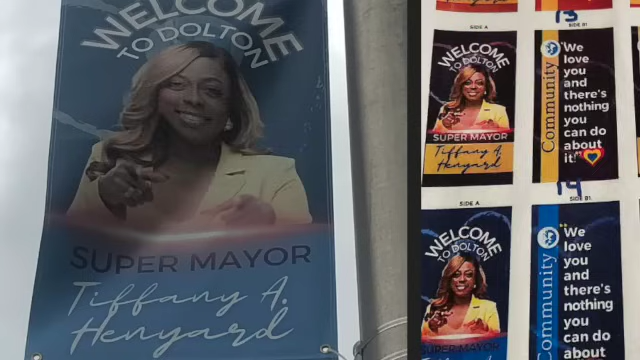 WELCOME
TO DOLTON
SUPER MAYOR
Tiffany A.
Henyard
13
SIDE A
SIDE B1
WELCOME
TO DOLTON
SUPER MAYOR
Tiffany A.
Henyard
Community
"We
love
you
and
there's
nothing
you
can do
about
it!"
14
SIDE A
SIDE B1
WELCOME
TO DOLTON
SUPER MAYOR
Community
"We
love
you
and
there's
nothing
you
can do
about